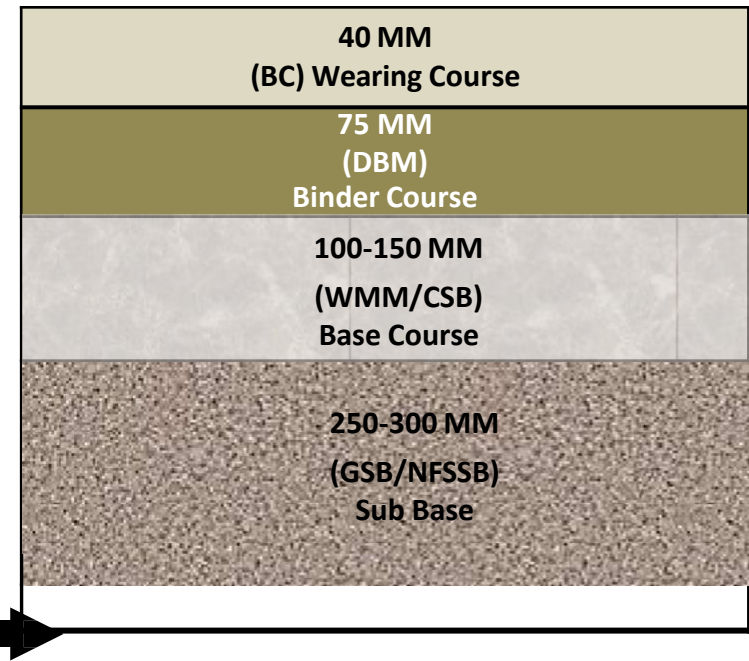 40 MM
(BC) Wearing Course
75 MM
(DBM)
Binder Course
100-150 MM
(WMM/CSB)
Base Course
250-300 MM
(GSB/NFSSB)
Sub Base